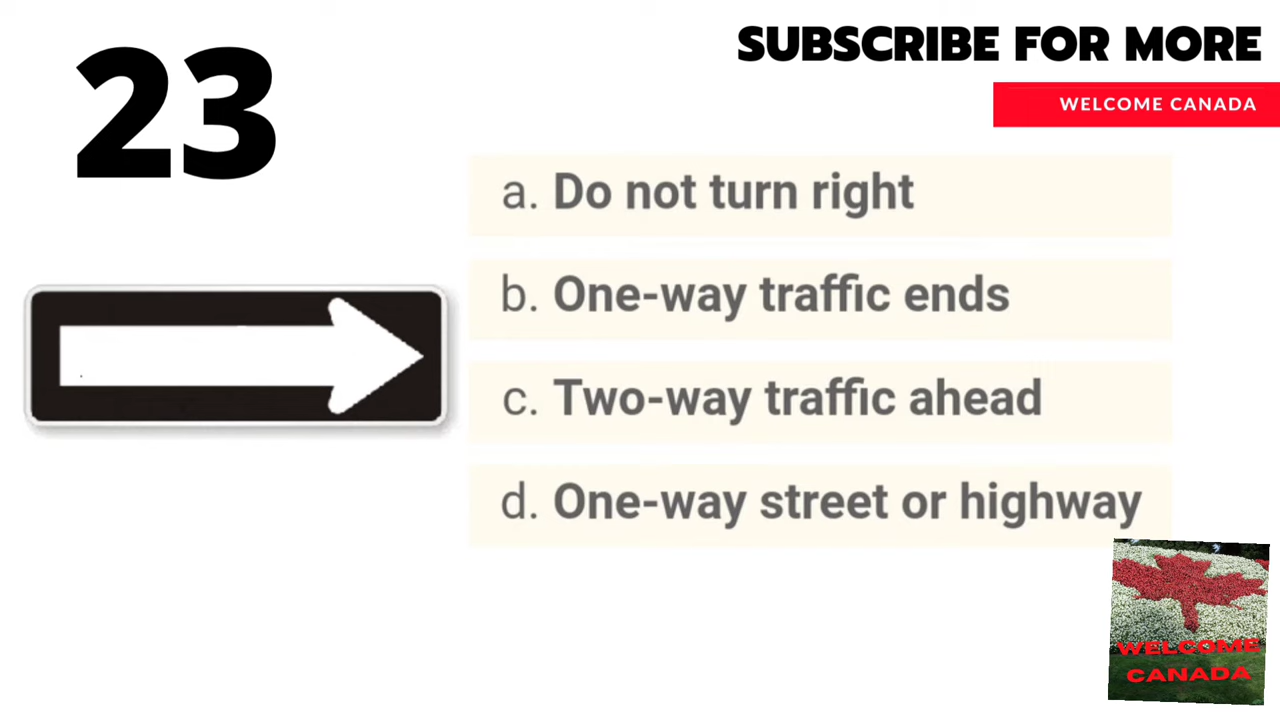 23
SUBSCRIBE FOR MORE
WELCOME CANADA
a. Do not turn right
b. One-way traffic ends
c. Two-way traffic ahead
d. One-way street or highway
WELCOME
CANADA